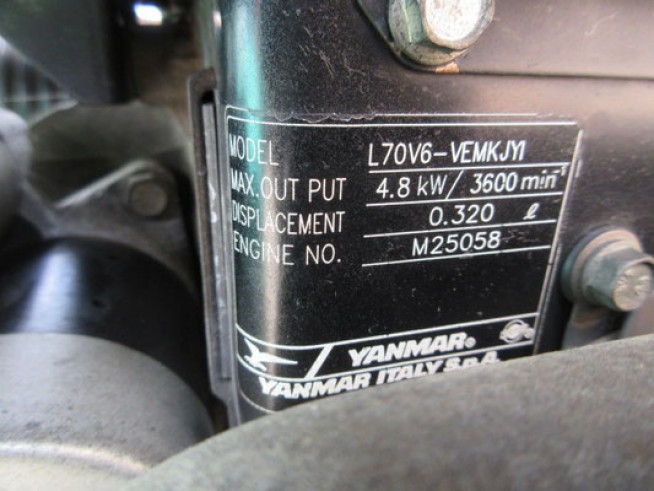 MODEL L70V6-VEMKJY1
MAX. OUT PUT 4.8 kW/ 3600 min⁻¹
DISPLACEMENT 0.320 ℓ
ENGINE NO. M25058
YANMAR®
YANMAR ITALY S.p.A.